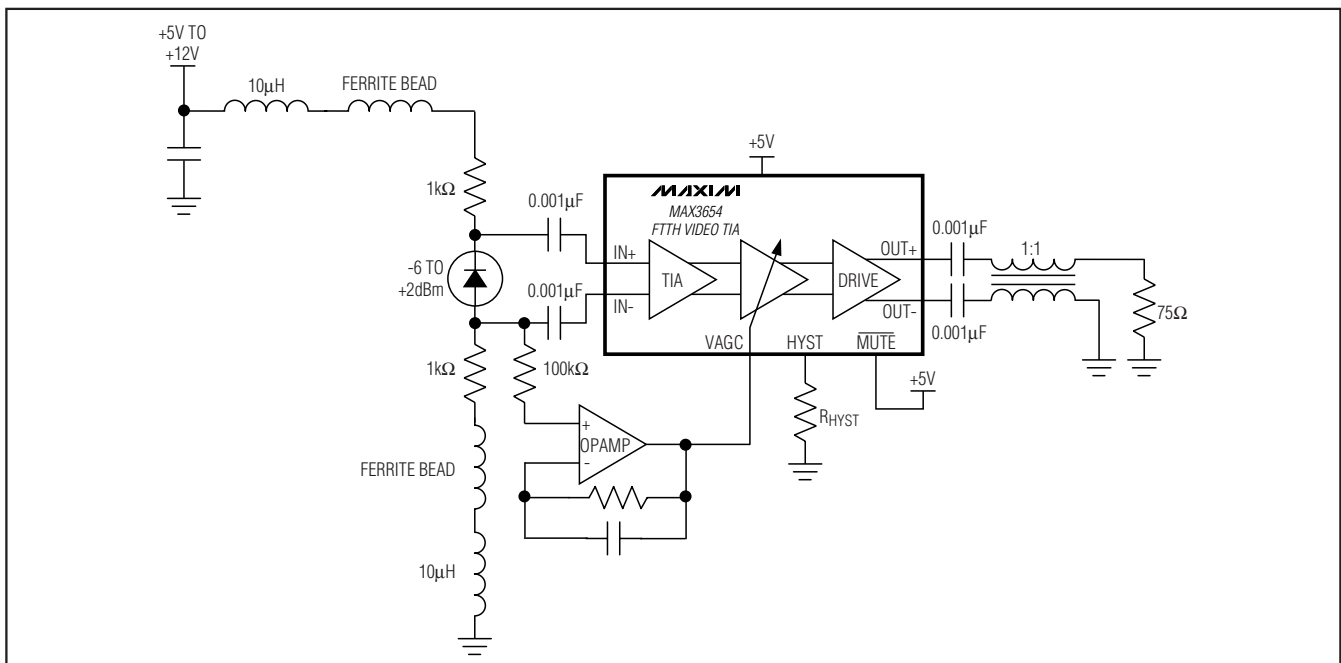 +5V TO
+12V
10µH
FERRITE BEAD
1kΩ
-6 TO
+2dBm
1kΩ
FERRITE BEAD
10µH
0.001µF
0.001µF
100kΩ
+
OPAMP
-
+5V
MAXIM
MAX3654
FTTH VIDEO TIA
IN+
IN-
TIA
DRIVE
OUT+
OUT-
VAGC
HYST
MUTE
+5V
RHYST
0.001µF
0.001µF
1:1
75Ω